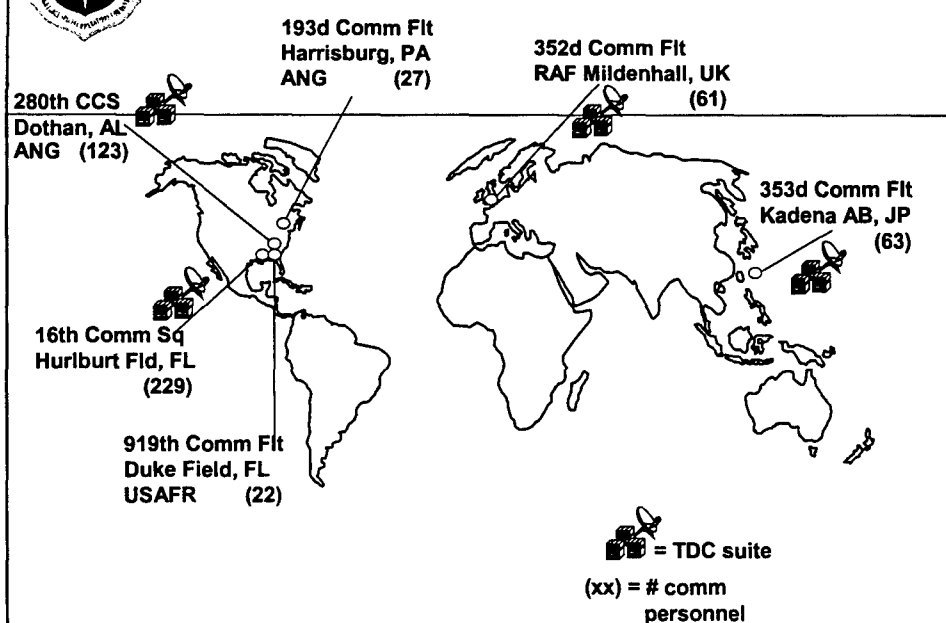 193d Comm Flt
Harrisburg, PA
ANG (27)
352d Comm Flt
RAF Mildenhall, UK
(61)
280th CCS
Dothan, AL
ANG (123)
353d Comm Flt
Kadena AB, JP
(63)
16th Comm Sq
Hurlburt Fld, FL
(229)
919th Comm Flt
Duke Field, FL
USAFR (22)
= TDC suite
(xx) = # comm
personnel